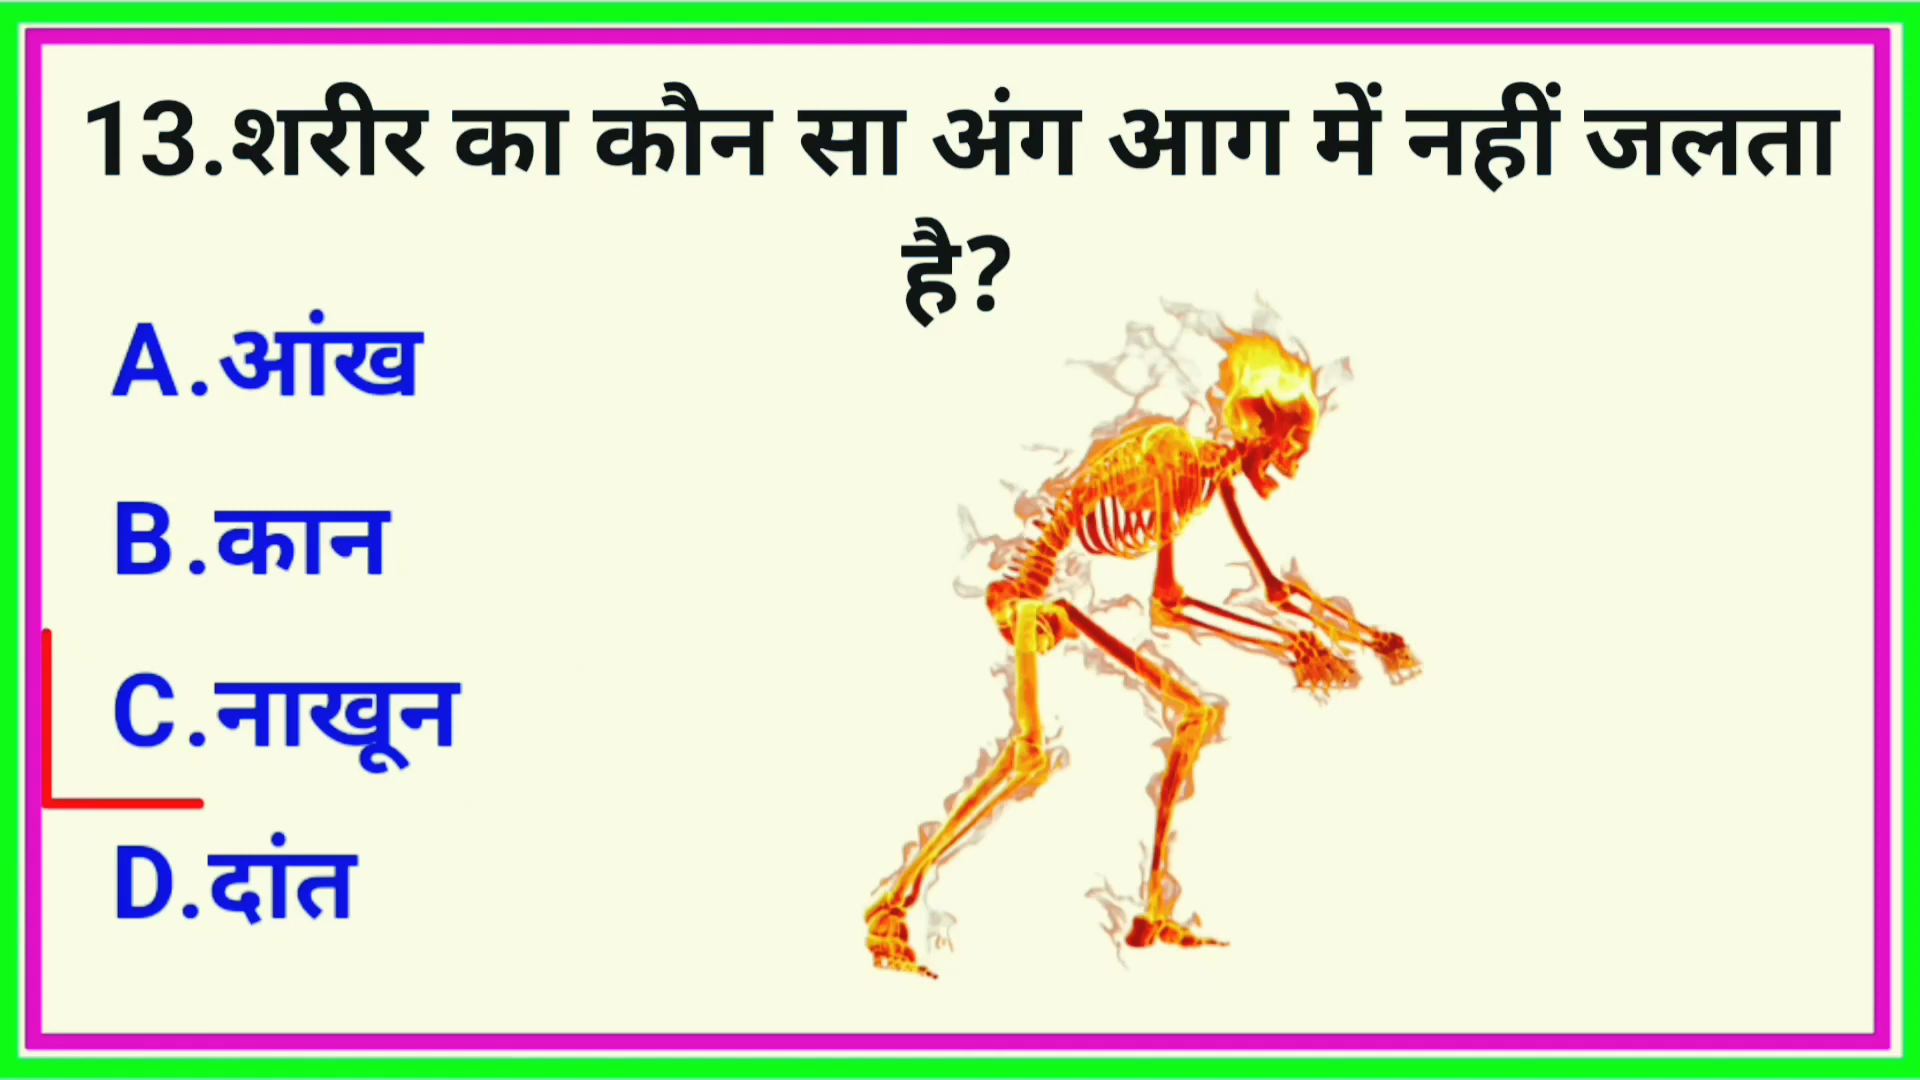 13.शरीर का कौन सा अंग आग में नहीं जलता
है?
A.आंख
B.कान
C.नाखून
D.दांत